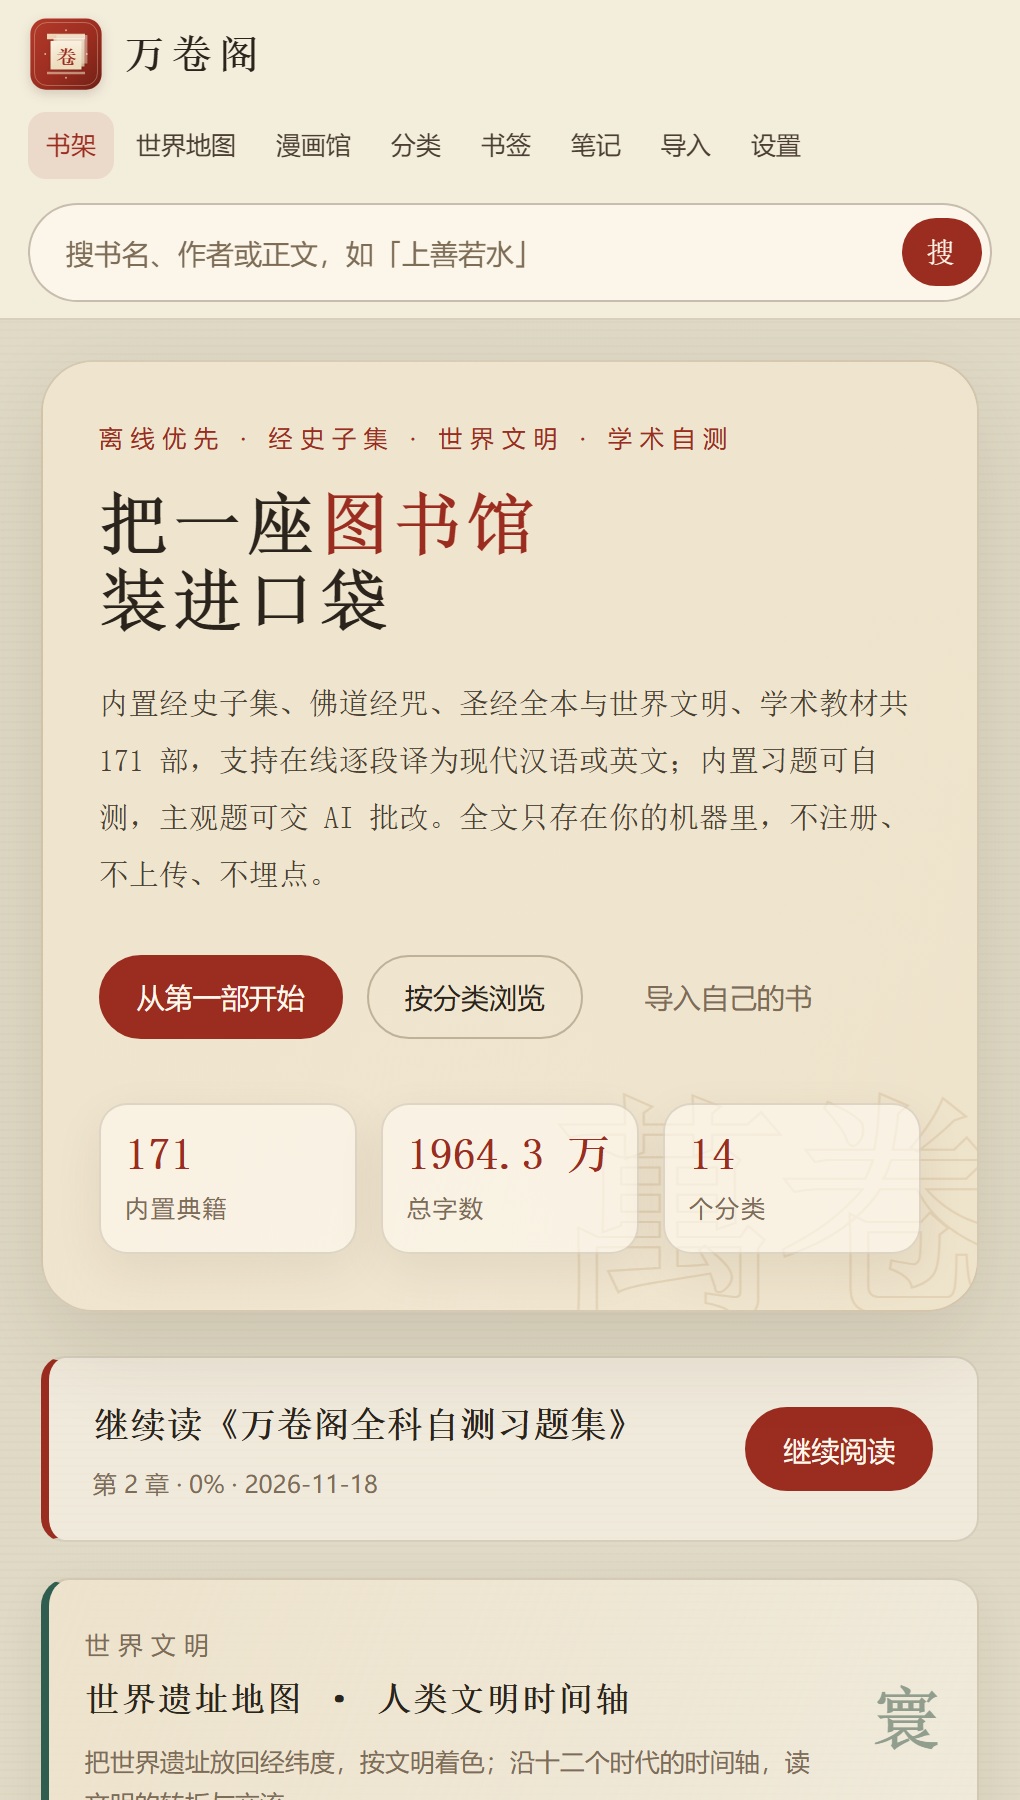 卷
万卷阁
书架 世界地图 漫画馆 分类 书签 笔记 导入 设置
搜书名、作者或正文，如「上善若水」 搜
离线优先 · 经史子集 · 世界文明 · 学术自测
把一座图书馆
装进口袋
内置经史子集、佛道经咒、圣经全本与世界文明、学术教材共
171 部，支持在线逐段译为现代汉语或英文；内置习题可自
测，主观题可交 AI 批改。全文只存在你的机器里，不注册、
不上传、不埋点。
从第一部开始 按分类浏览 导入自己的书
萬卷
171 1964.3 万 14
内置典籍 总字数 个分类
继续读《万卷阁全科自测习题集》
第 2 章 · 0% · 2026-11-18
继续阅读
世界文明
世界遗址地图 · 人类文明时间轴
寰
把世界遗址放回经纬度，按文明着色；沿十二个时代的时间轴，读